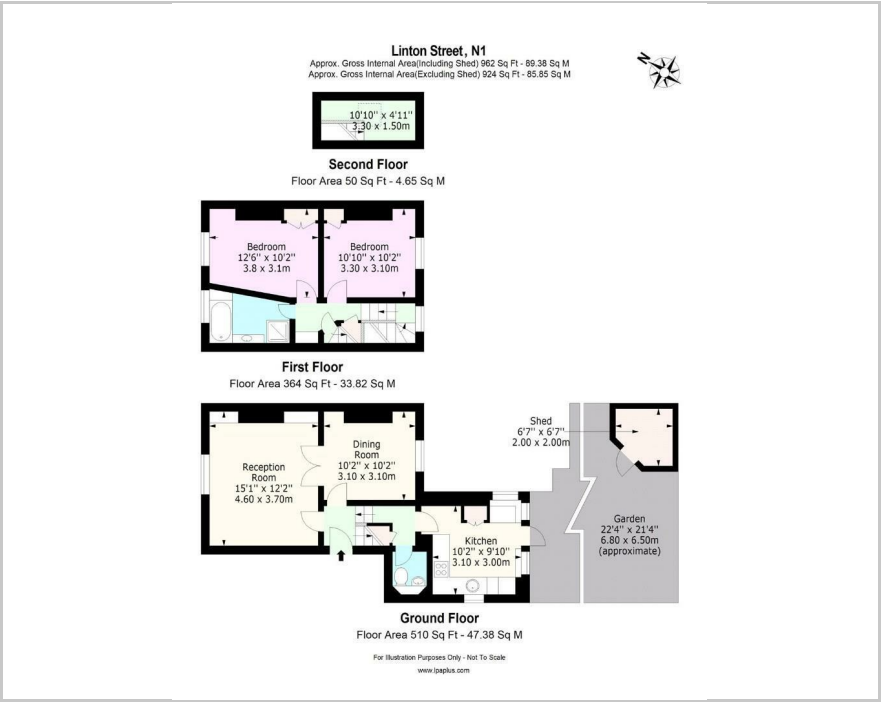 Linton Street, N1
Approx. Gross Internal Area(Including Shed) 962 Sq Ft - 89.38 Sq M
Approx. Gross Internal Area(Excluding Shed) 924 Sq Ft - 85.85 Sq M
N
10'10" x 4'11"
3.30 x 1.50m
Second Floor
Floor Area 50 Sq Ft - 4.65 Sq M
Bedroom
12'6" x 10'2"
3.8 x 3.1m
Bedroom
10'10" x 10'2"
3.30 x 3.10m
First Floor
Floor Area 364 Sq Ft - 33.82 Sq M
Reception
Room
15'1" x 12'2"
4.60 x 3.70m
Dining
Room
10'2" x 10'2"
3.10 x 3.10m
Kitchen
10'2" x 9'10"
3.10 x 3.00m
Shed
6'7" x 6'7"
2.00 x 2.00m
Garden
22'4" x 21'4"
6.80 x 6.50m
(approximate)
Ground Floor
Floor Area 510 Sq Ft - 47.38 Sq M
For Illustration Purposes Only - Not To Scale
www.lpaplus.com